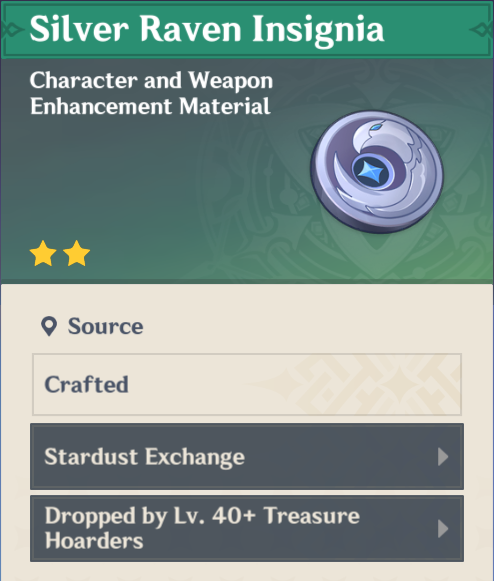 Silver Raven Insignia
Character and Weapon
Enhancement Material
Source
Crafted
Stardust Exchange
Dropped by Lv. 40+ Treasure
Hoarders